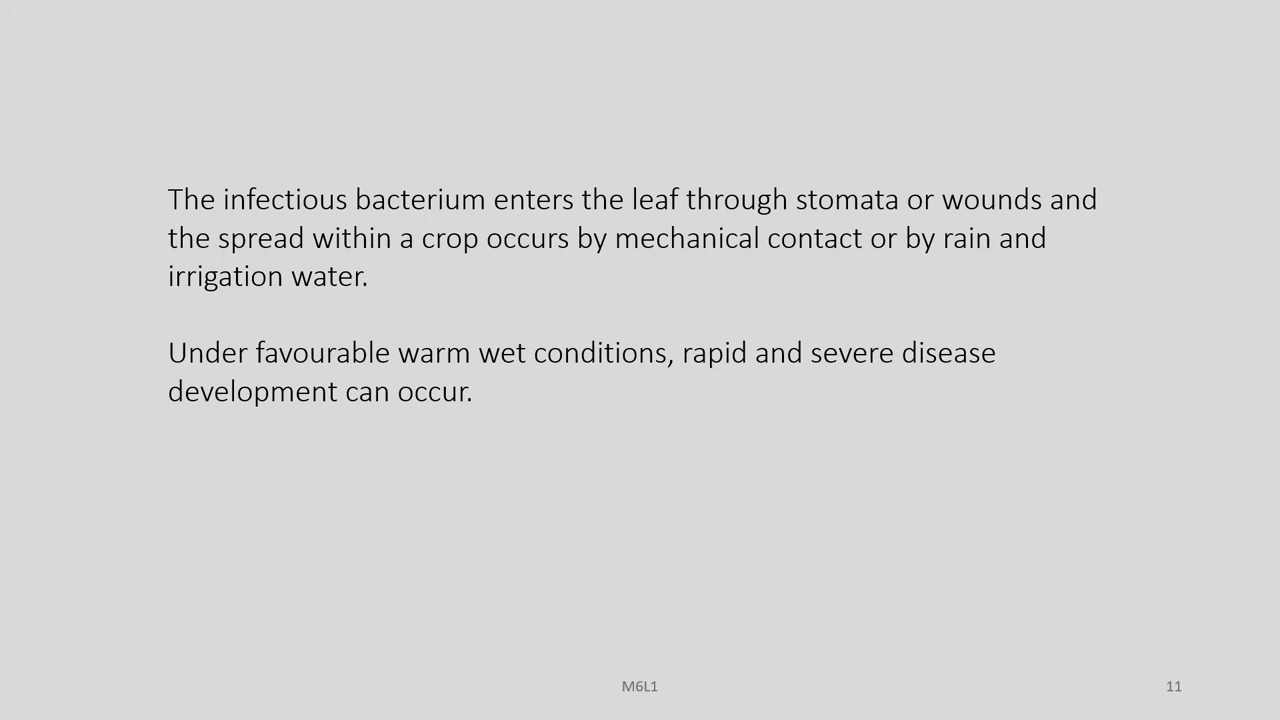 The infectious bacterium enters the leaf through stomata or wounds and
the spread within a crop occurs by mechanical contact or by rain and
irrigation water.
Under favourable warm wet conditions, rapid and severe disease
development can occur.
M6L1
11